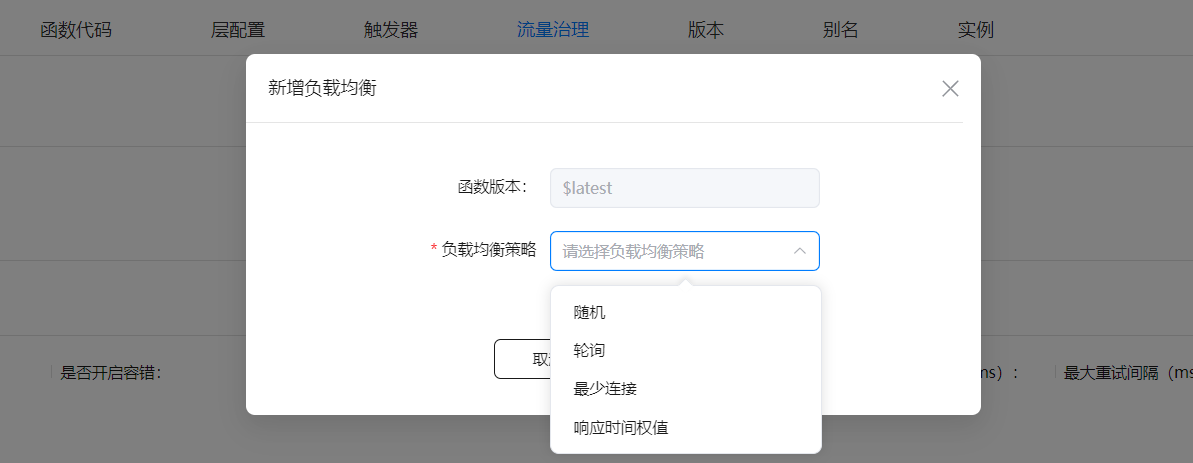 函数代码 层配置 触发器 流量治理 版本 别名 实例
新增负载均衡
函数版本：
$latest
* 负载均衡策略
请选择负载均衡策略
随机
轮询
最少连接
响应时间权值
取
是否开启容错：
ms）：
最大重试间隔（ms